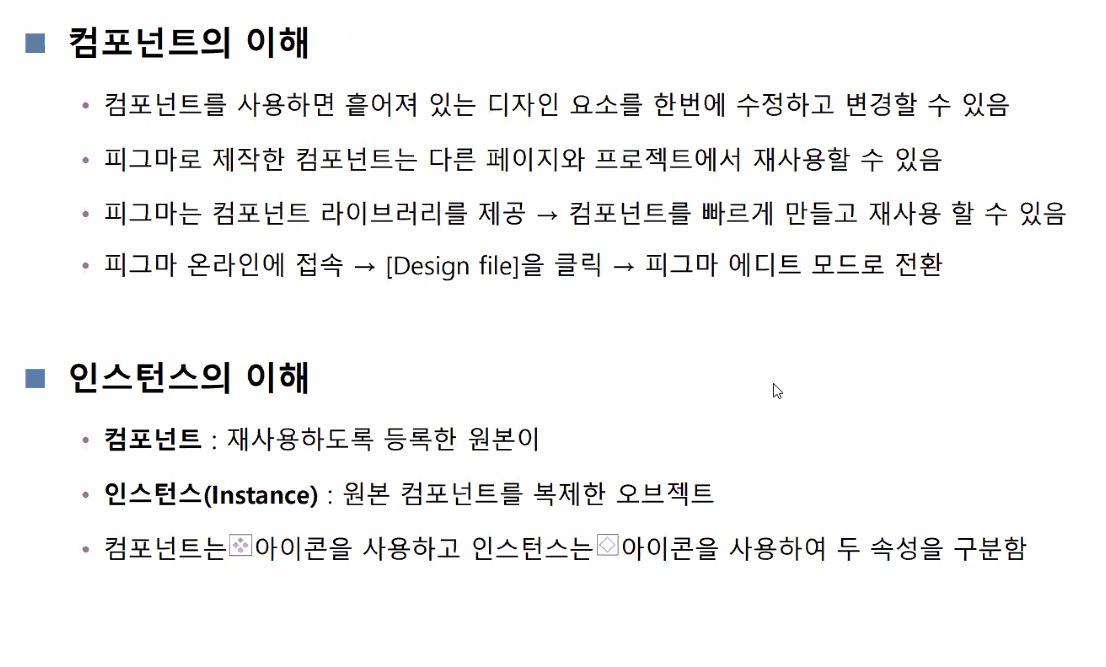 ■ 컴포넌트의 이해
• 컴포넌트를 사용하면 흩어져 있는 디자인 요소를 한번에 수정하고 변경할 수 있음
• 피그마로 제작한 컴포넌트는 다른 페이지와 프로젝트에서 재사용할 수 있음
• 피그마는 컴포넌트 라이브러리를 제공 → 컴포넌트를 빠르게 만들고 재사용 할 수 있음
• 피그마 온라인에 접속 → [Design file]을 클릭 → 피그마 에디트 모드로 전환
■ 인스턴스의 이해
• 컴포넌트 : 재사용하도록 등록한 원본이
• 인스턴스(Instance) : 원본 컴포넌트를 복제한 오브젝트
• 컴포넌트는 아이콘을 사용하고 인스턴스는 아이콘을 사용하여 두 속성을 구분함